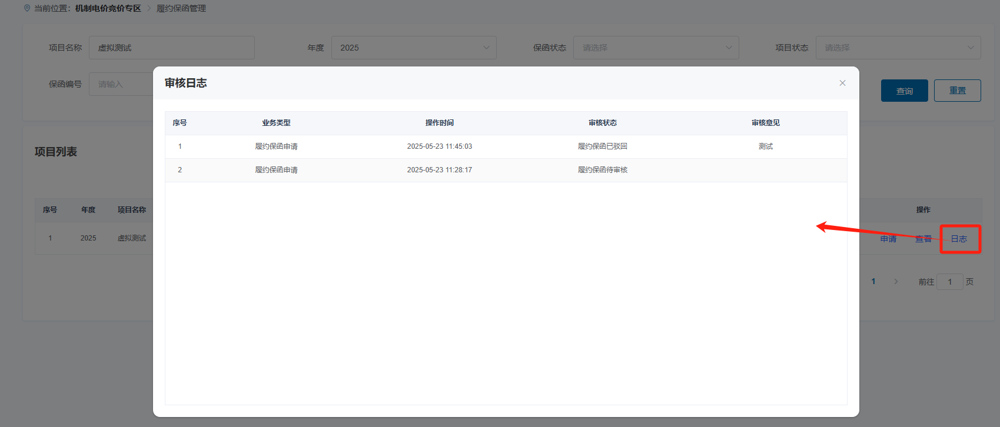 当前位置： 机制电价竞价专区 > 履约保函管理
项目名称 虚拟测试 年度 2025 保函状态 请选择 项目状态 请选择
保函编号 请输入 查询 重置
审核日志
序号 业务类型 操作时间 审核状态 审核意见
1 履约保函申请 2025-05-23 11:45:03 履约保函已驳回 测试
2 履约保函申请 2025-05-23 11:28:17 履约保函待审核
项目列表
序号 年度 项目名称 操作
1 2025 虚拟测试 申请 查看 日志
1 > 前往 1 页